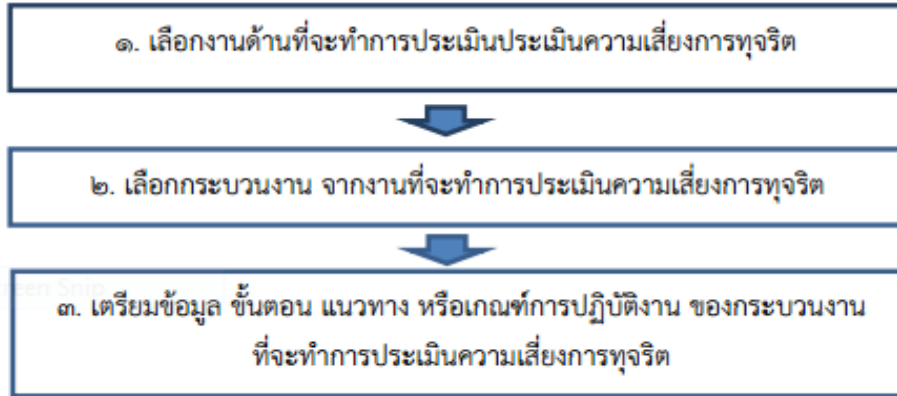 ๑. เลือกงานด้านที่จะทำการประเมินประเมินความเสี่ยงการทุจริต
๒. เลือกกระบวนงาน จากงานที่จะทำการประเมินความเสี่ยงการทุจริต
๓. เตรียมข้อมูล ขั้นตอน แนวทาง หรือเกณฑ์การปฏิบัติงาน ของกระบวนงาน
ที่จะทำการประเมินความเสี่ยงการทุจริต